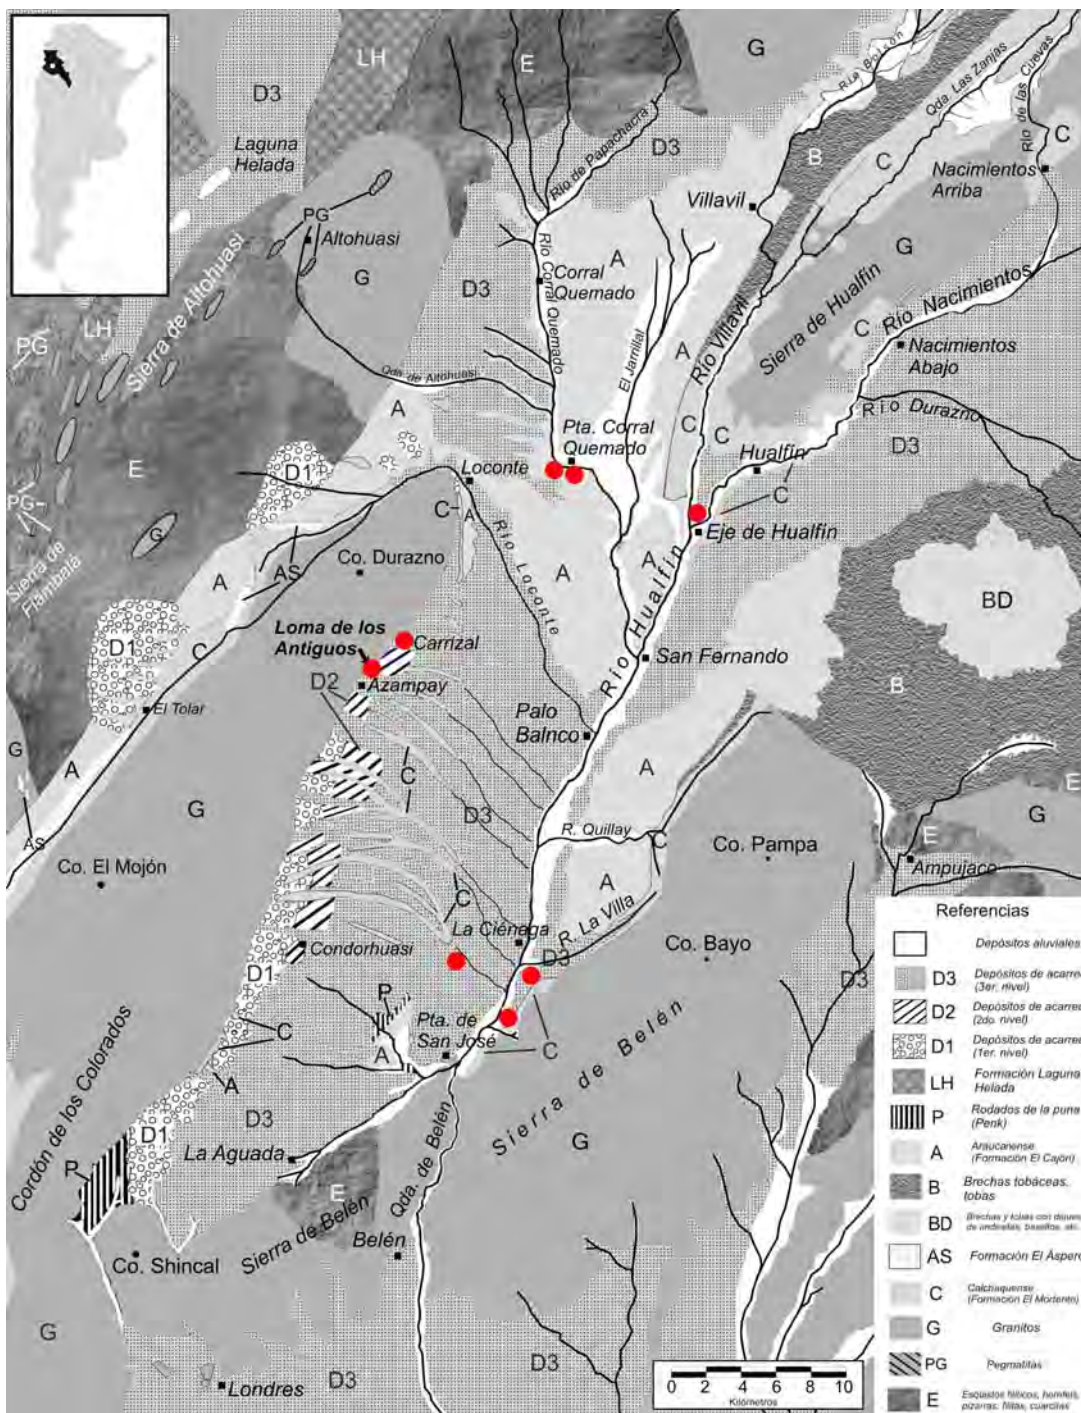 G
LH
E
D3
Laguna
Helada
Río Bolsón
Qda. Las Zanjas
Río de las Cuevas
C
Río de Papachacra
D3
B
C
Nacimientos
Arriba
PG
Altohuasi
Villavil
G
D3
Río Corral Quemado
Corral
Quemado
A
G
Río Nacimientos
Sierra de Altohuasi
LH
PG
El Jarrillal
A
Río Villavil
Sierra de Hualfín
C
Nacimientos
Abajo
Qda. de Altohuasi
Río Durazno
A
Pta. Corral
Quemado
C
C
D3
Hualfín
E
D1
Loconte
C
PG
C
A
Eje de Hualfín
G
Sierra de
Fiambalá
AS
Co. Durazno
Río Loconte
A
A
Río Hualfín
A
C
BD
Loma de los
Antiguos
Carrizal
D1
San Fernando
D2
Azampay
B
El Tolar
Palo
Balnco
G
A
C
A
G
D3
E
AS
R. Quillay
G
C
Co. Pampa
E
Co. El Mojón
Ampujaco
A
C
R. La Villa
La Ciénega
Co. Bayo
Condorhuasi
D3
D1
D3
P
Pta. de
San José
C
C
A
Cordón de los Colorados
A
D3
Sierra de Belén
D1
La Aguada
G
P
E
Qda. de Belén
Sierra de Belén
Belén
Co. Shincal
G
D3
D3
D3
Londres
0 2 4 6 8 10
Kilómetros
Referencias
Depósitos aluviales
D3 Depósitos de acarreo
(3er. nivel)
D2 Depósitos de acarreo
(2do. nivel)
D1 Depósitos de acarreo
(1er. nivel)
LH Formación Laguna
Helada
P Rodados de la puna
(Penk)
A Araucanense
(Formación El Cajón)
B Brechas tobáceas,
tobas
BD Brechas y tobas con diques
de andesitas, basaltos, etc.
AS Formación El Áspero
C Calchaquense
(Formación El Morterito)
G Granitos
PG Pegmatitas
E Esquistos filíticos, hornfels,
pizarras, filitas, cuarcitas